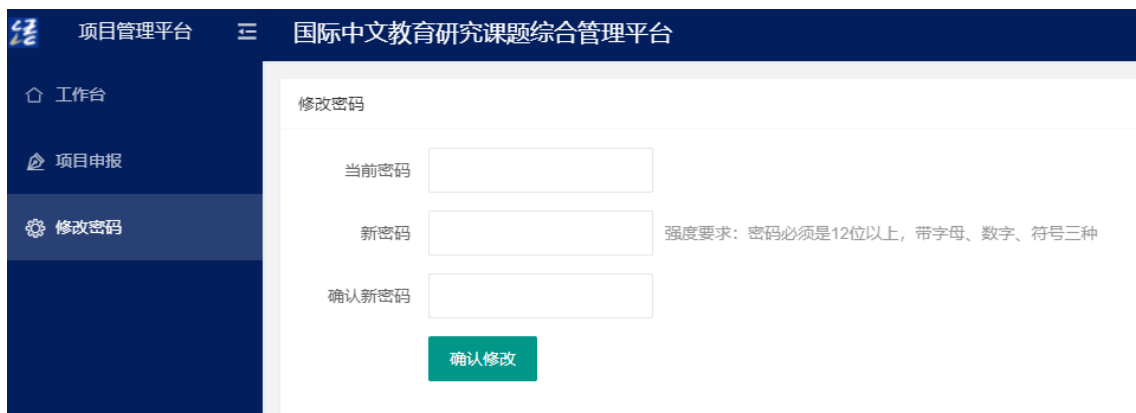 项目管理平台
国际中文教育研究课题综合管理平台
工作台
项目申报
修改密码
修改密码
当前密码
新密码
强度要求：密码必须是12位以上，带字母、数字、符号三种
确认新密码
确认修改